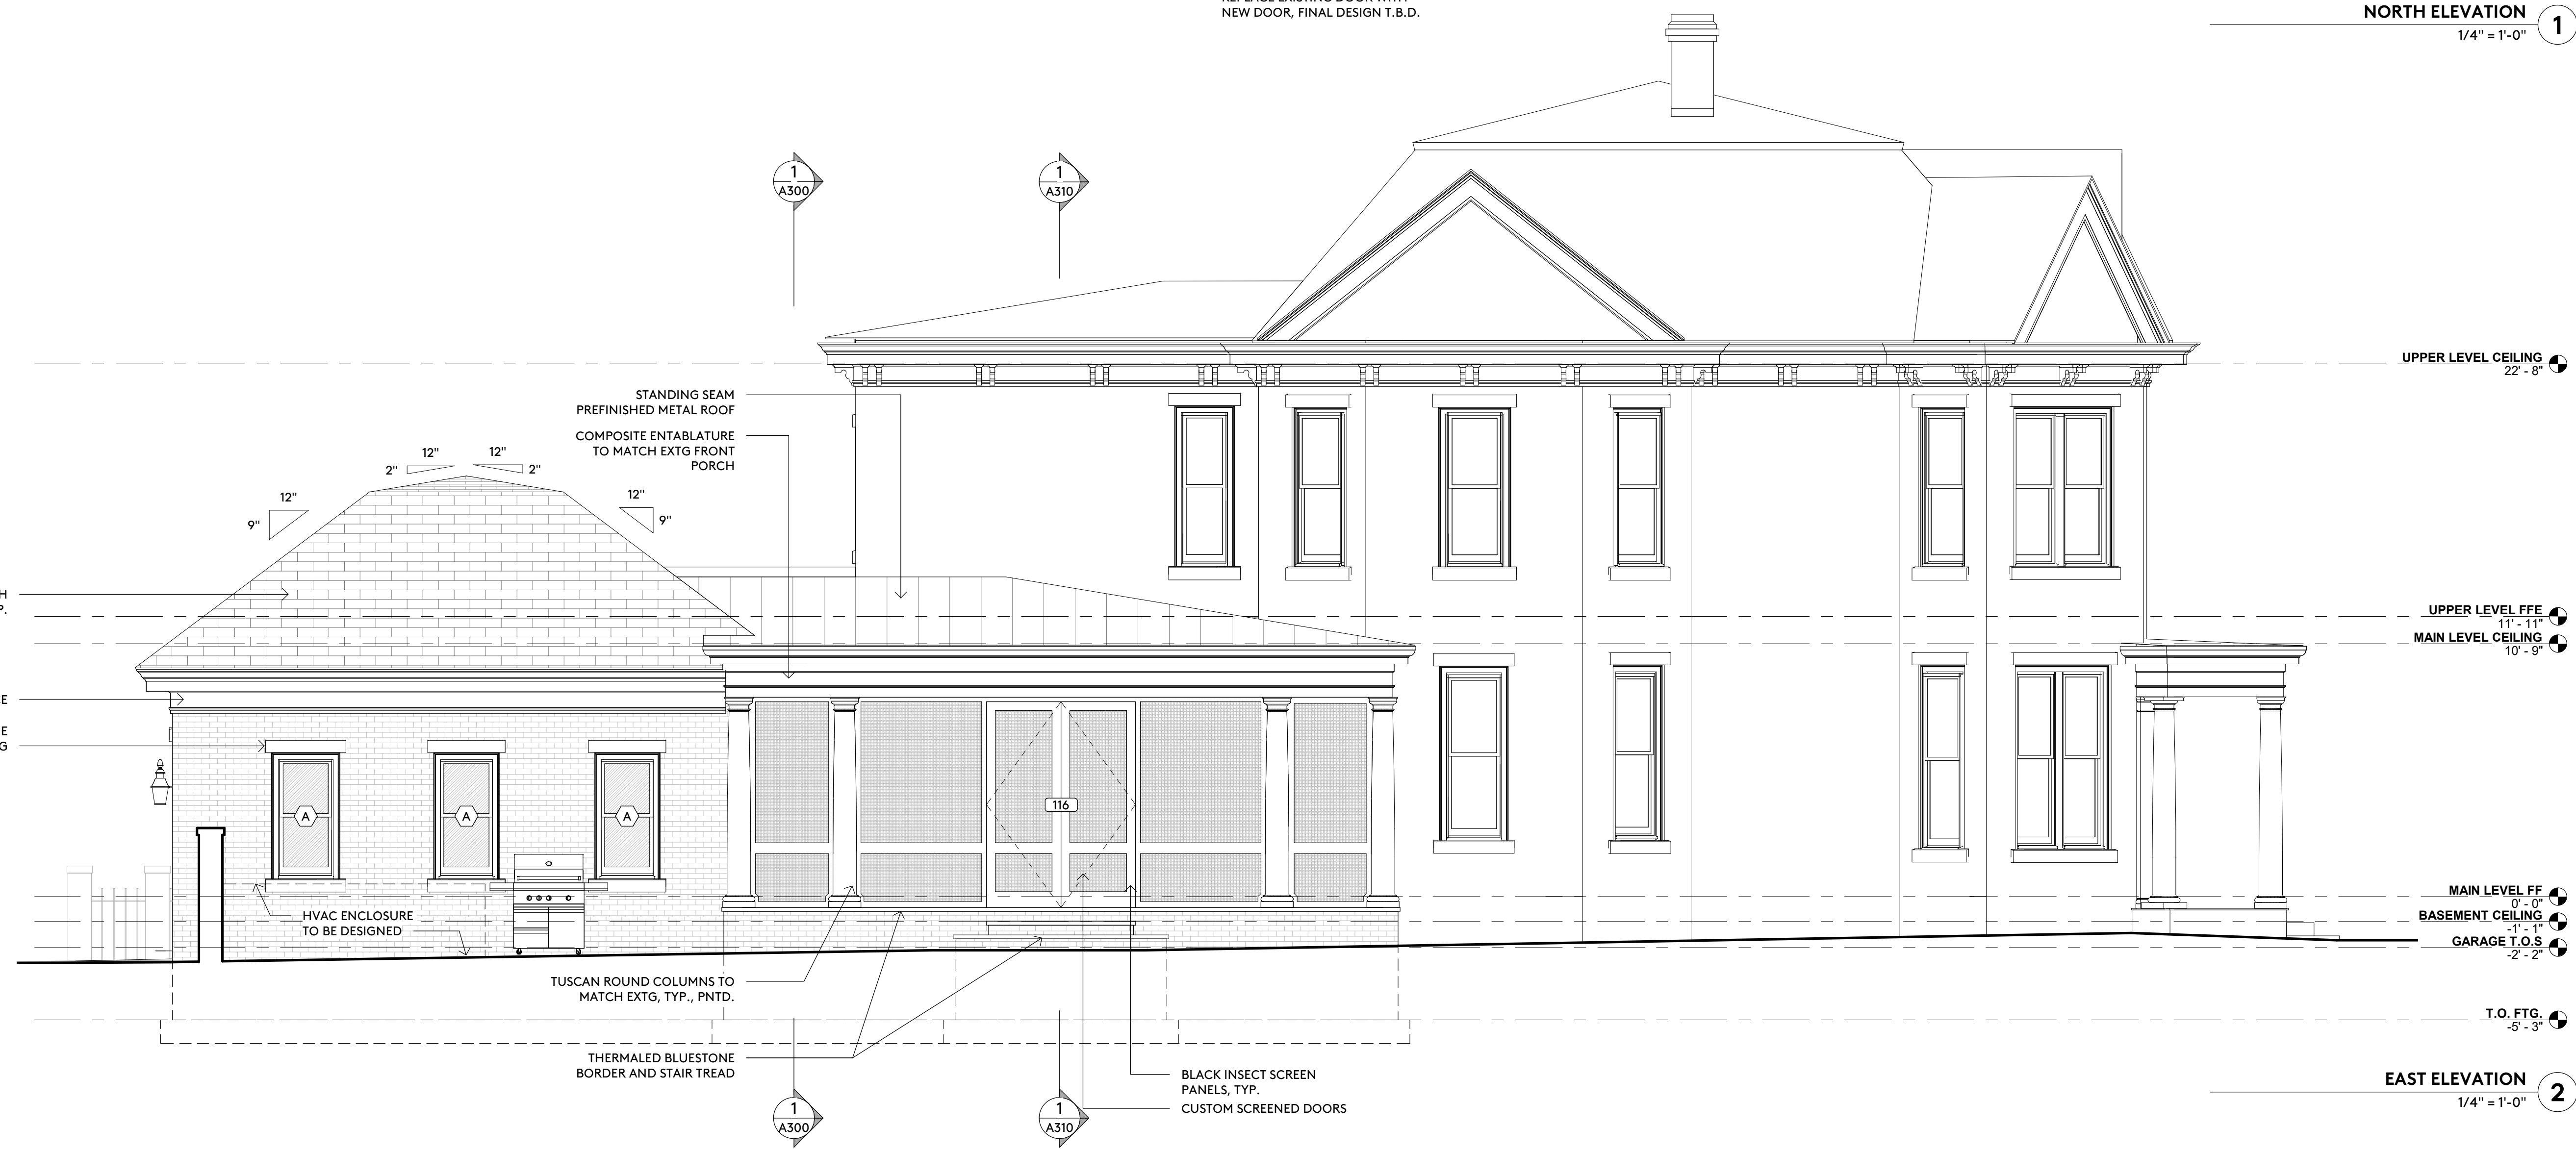 NEW DOOR, FINAL DESIGN T.B.D.
NORTH ELEVATION
1/4" = 1'-0"
1
1
A300
1
A310
UPPER LEVEL CEILING
22' - 8"
STANDING SEAM
PREFINISHED METAL ROOF
COMPOSITE ENTABLATURE
TO MATCH EXTG FRONT
PORCH
12"
12"
2"
2"
12"
9"
12"
9"
H
P.
UPPER LEVEL FFE
11' - 11"
MAIN LEVEL CEILING
10' - 9"
E
E
G
A
A
A
116
MAIN LEVEL FF
0' - 0"
BASEMENT CEILING
-1' - 1"
GARAGE T.O.S
-2' - 2"
HVAC ENCLOSURE
TO BE DESIGNED
TUSCAN ROUND COLUMNS TO
MATCH EXTG, TYP., PNTD.
T.O. FTG.
-5' - 3"
THERMALED BLUESTONE
BORDER AND STAIR TREAD
BLACK INSECT SCREEN
PANELS, TYP.
CUSTOM SCREENED DOORS
1
A300
1
A310
EAST ELEVATION
1/4" = 1'-0"
2